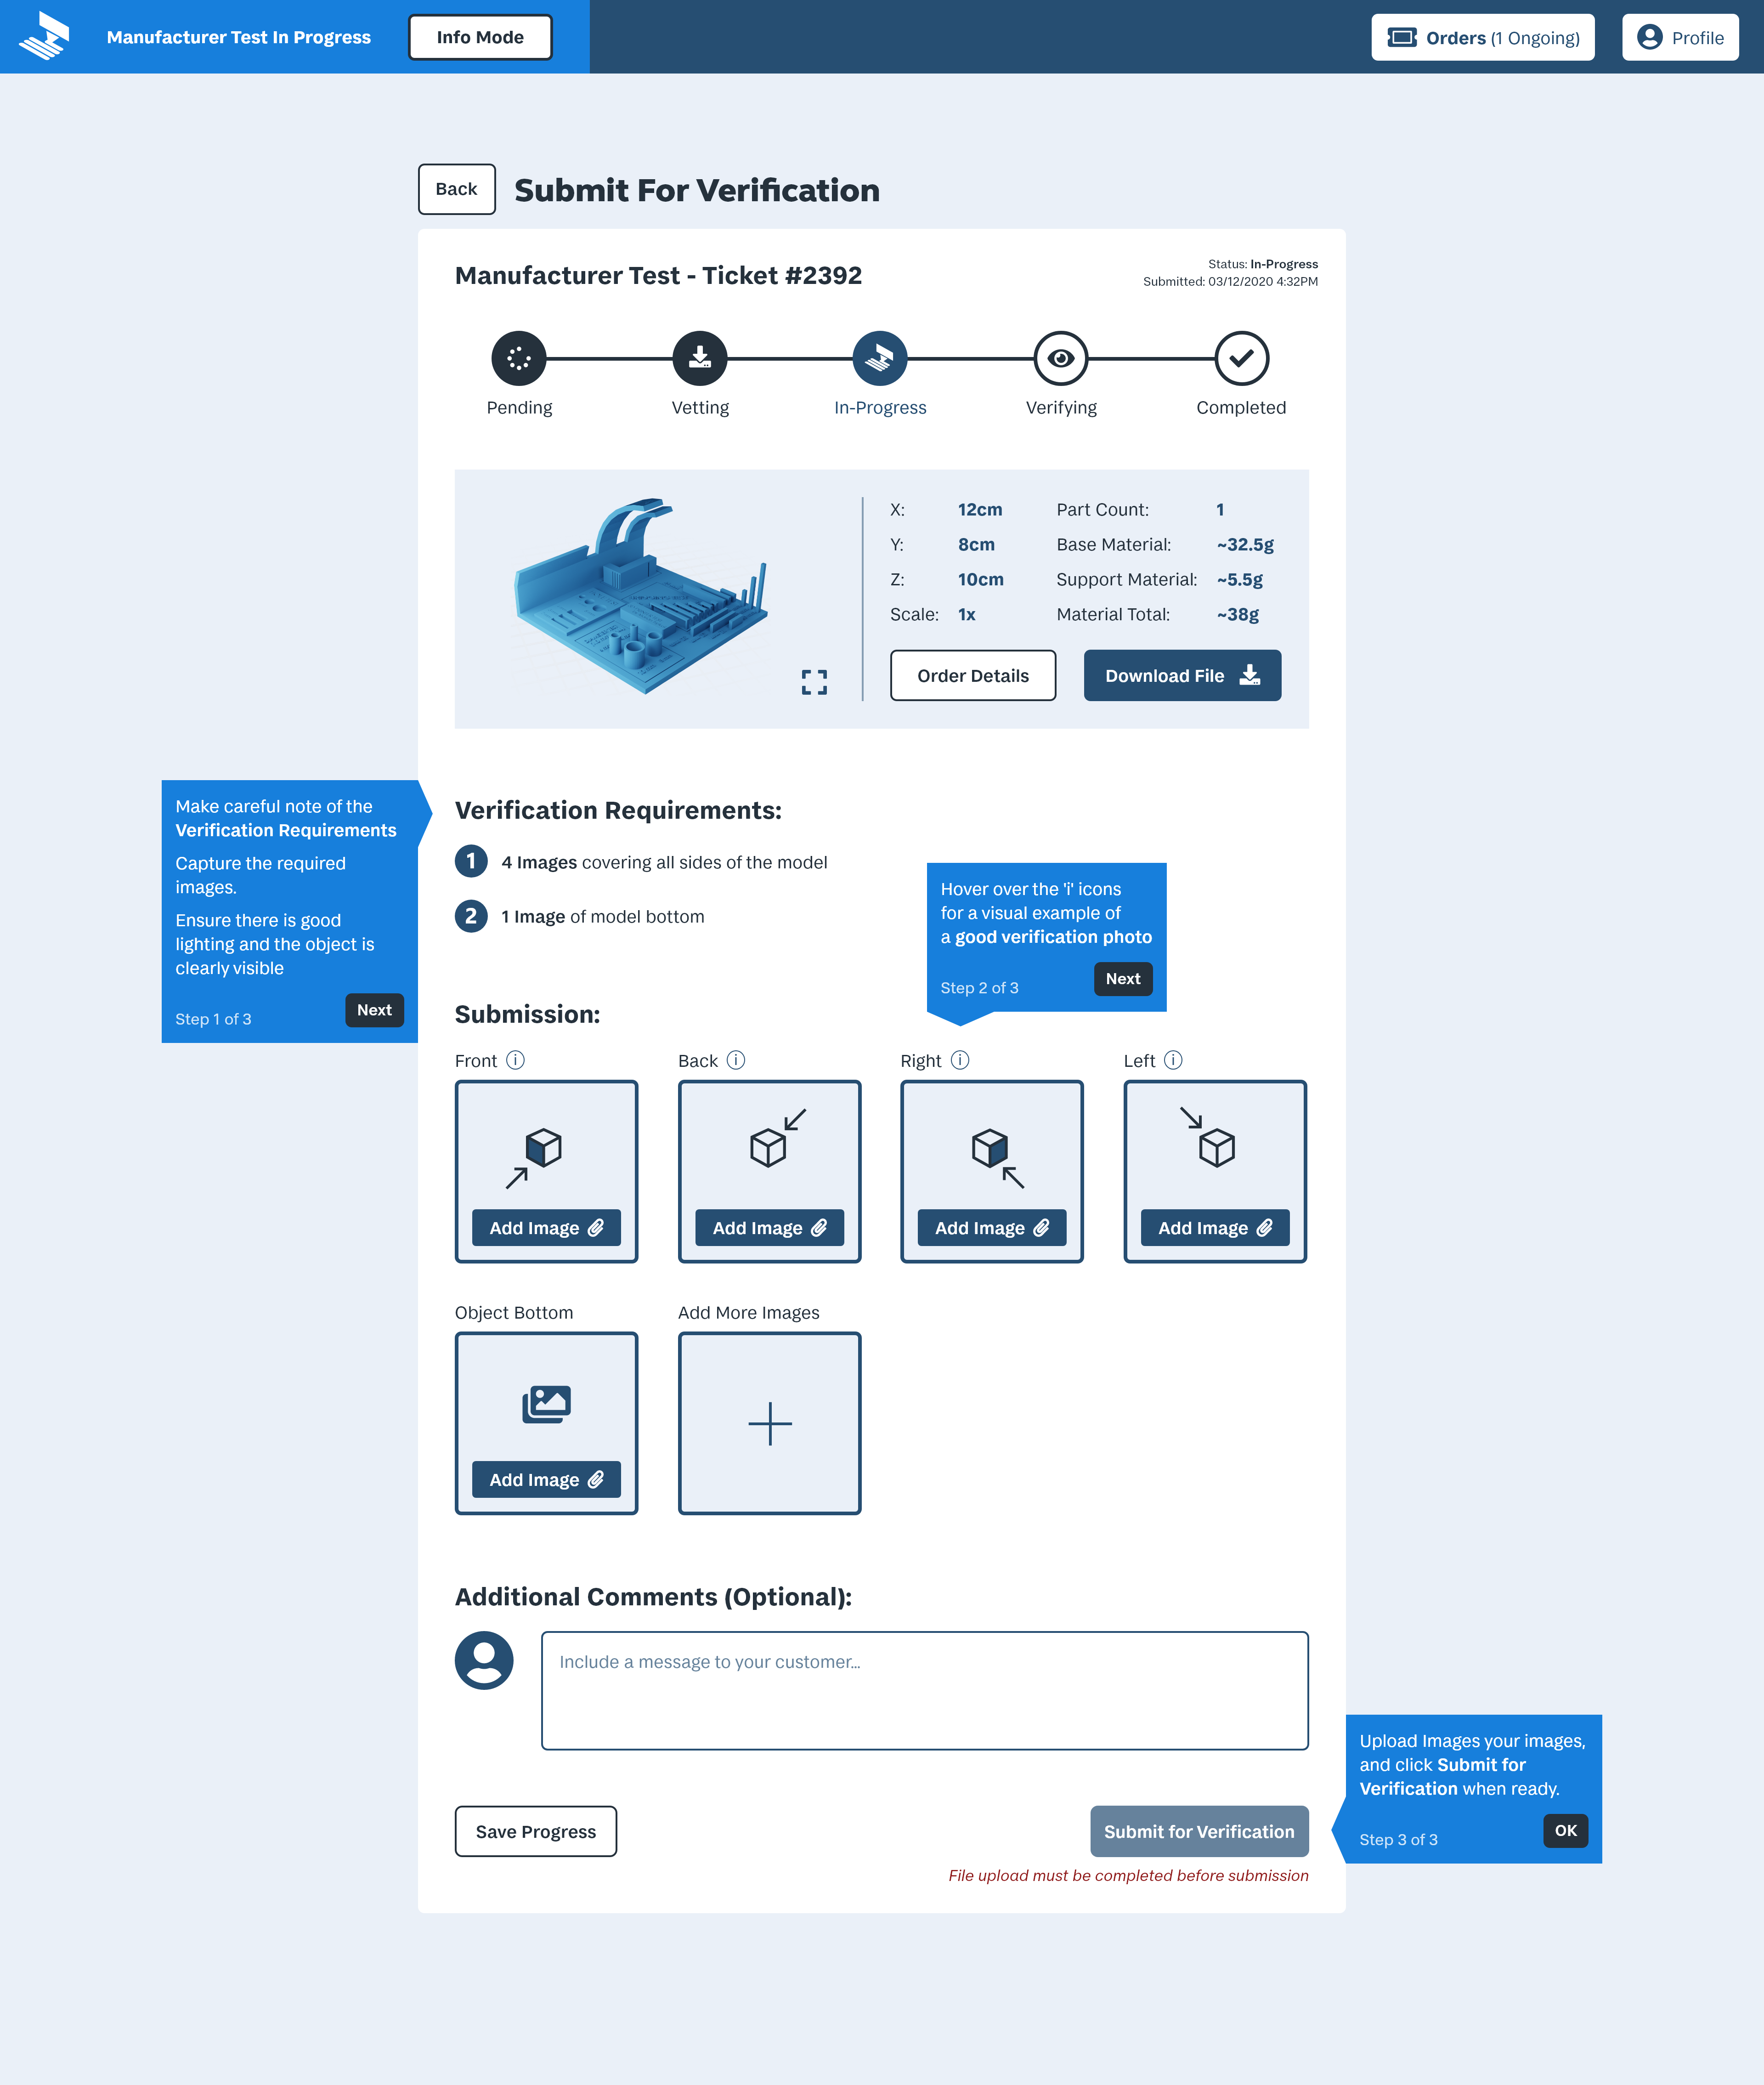 Manufacturer Test In Progress
Info Mode
Orders (1 Ongoing)
Profile
Back
Submit For Verification
Manufacturer Test - Ticket #2392
Status: In-Progress
Submitted: 03/12/2020 4:32PM
Pending
Vetting
In-Progress
Verifying
Completed
X: 12cm
Part Count: 1
Y: 8cm
Base Material: ~32.5g
Z: 10cm
Support Material: ~5.5g
Scale: 1x
Material Total: ~38g
Order Details
Download File
Make careful note of the
Verification Requirements
Capture the required
images.
Ensure there is good
lighting and the object is
clearly visible
Step 1 of 3
Next
Verification Requirements:
1 4 Images covering all sides of the model
2 1 Image of model bottom
Hover over the 'i' icons
for a visual example of
a good verification photo
Step 2 of 3
Next
Submission:
Front i
Back i
Right i
Left i
Add Image
Add Image
Add Image
Add Image
Object Bottom
Add More Images
Add Image
Additional Comments (Optional):
Include a message to your customer...
Upload Images your images,
and click Submit for
Verification when ready.
Step 3 of 3
OK
Save Progress
Submit for Verification
File upload must be completed before submission